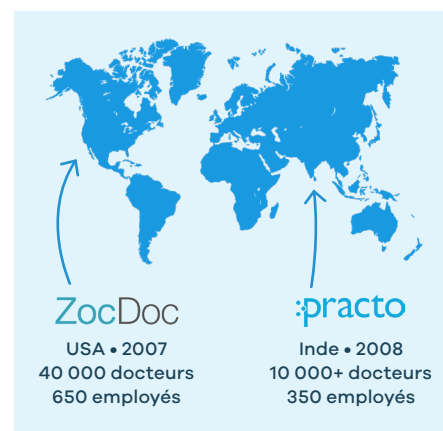 ZocDoc
USA • 2007
40 000 docteurs
650 employés
:practo
Inde • 2008
10 000+ docteurs
350 employés